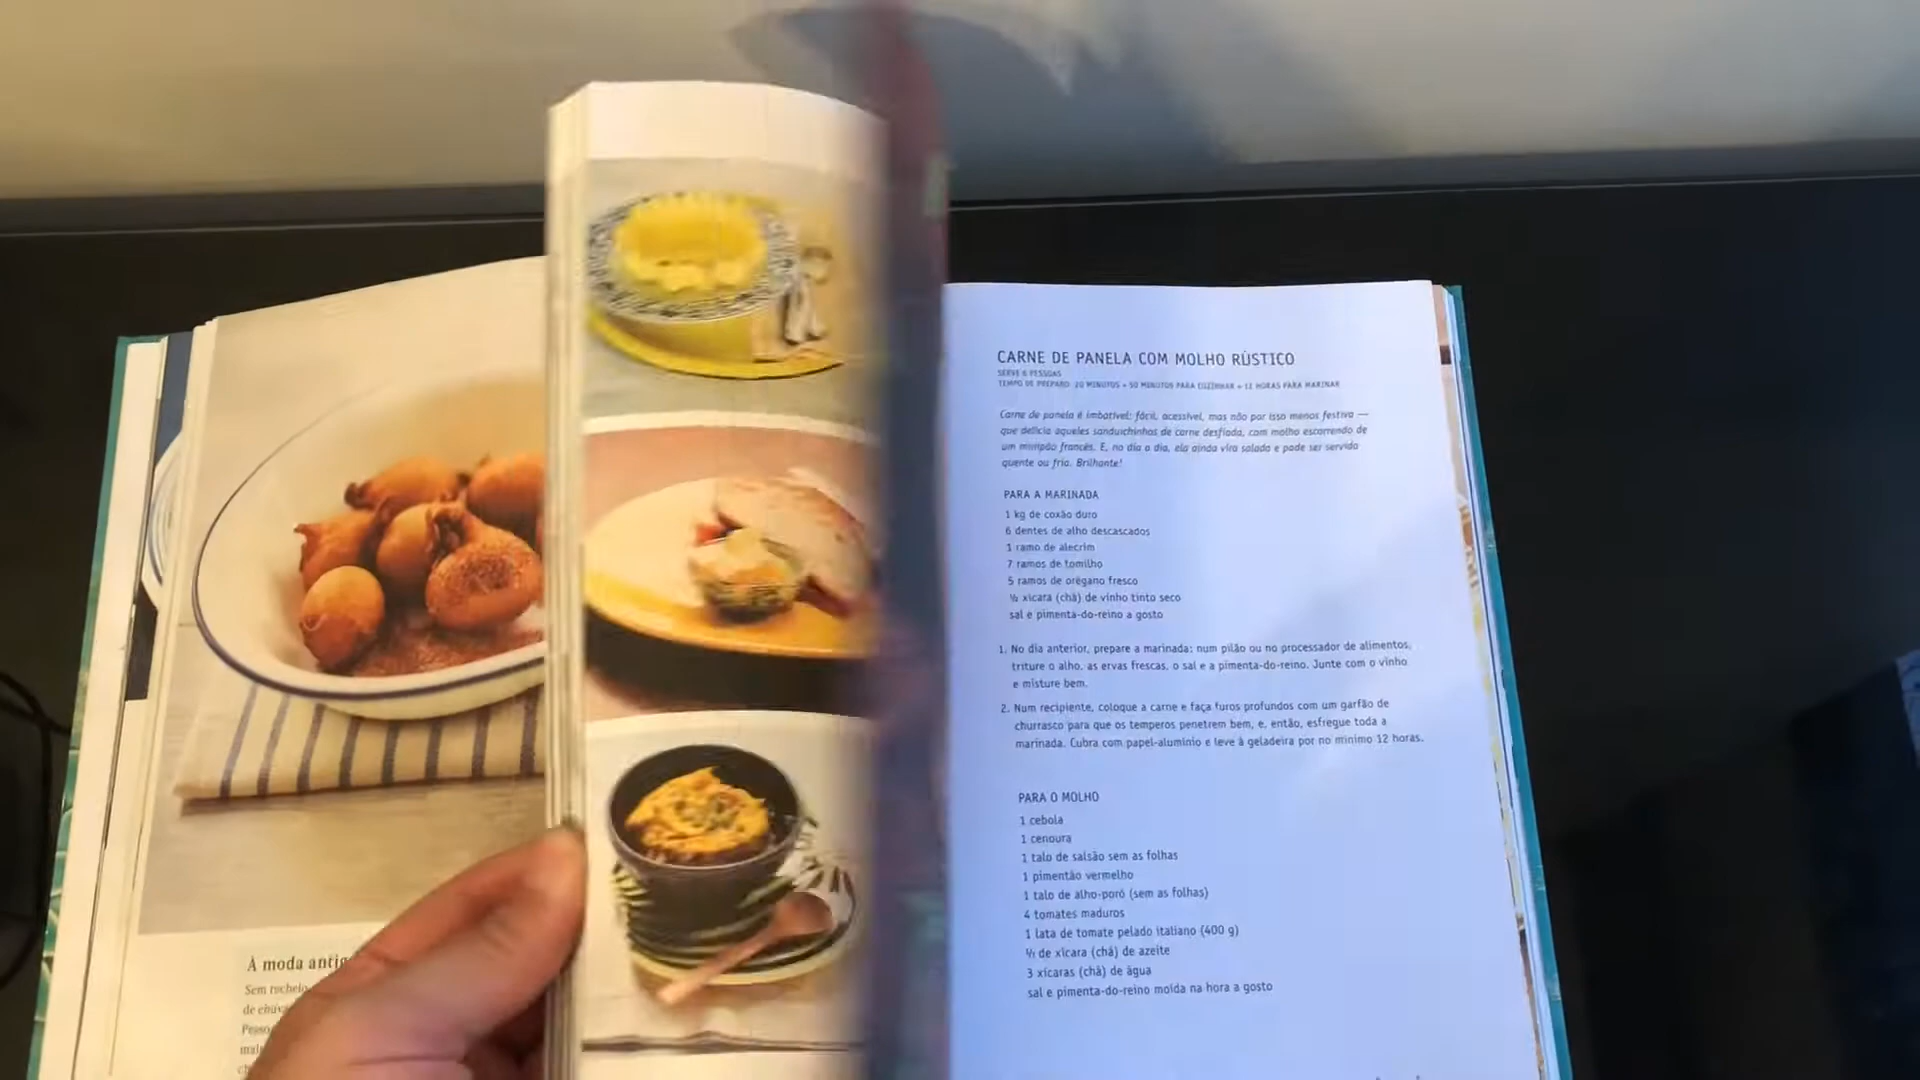 À moda antig
Sem rechelo
de chuva
Pesso
mais
CARNE DE PANELA COM MOLHO RÚSTICO
SERVE 6 PESSOAS
TEMPO DE PREPARO: 20 MINUTOS + 50 MINUTOS PARA COZINHAR + 12 HORAS PARA MARINAR
Carne de panela é imbatível: fácil, acessível, mas não por isso menos festiva —
que delícia aqueles sanduichinhos de carne desfiada, com molho escorrendo de
um minipão francês. E, no dia a dia, ela ainda vira salada e pode ser servida
quente ou fria. Brilhante!
PARA A MARINADA
1 kg de coxão duro
6 dentes de alho descascados
1 ramo de alecrim
7 ramos de tomilho
5 ramos de orégano fresco
½ xícara (chá) de vinho tinto seco
sal e pimenta-do-reino a gosto
1. No dia anterior, prepare a marinada: num pilão ou no processador de alimentos,
triture o alho, as ervas frescas, o sal e a pimenta-do-reino. Junte com o vinho
e misture bem.
2. Num recipiente, coloque a carne e faça furos profundos com um garfão de
churrasco para que os temperos penetrem bem, e, então, esfregue toda a
marinada. Cubra com papel-alumínio e leve à geladeira por no mínimo 12 horas.
PARA O MOLHO
1 cebola
1 cenoura
1 talo de salsão sem as folhas
1 pimentão vermelho
1 talo de alho-poró (sem as folhas)
4 tomates maduros
1 lata de tomate pelado italiano (400 g)
de xícara (chá) de azeite
3 xícaras (chá) de água
sal e pimenta-do-reino moída na hora a gosto